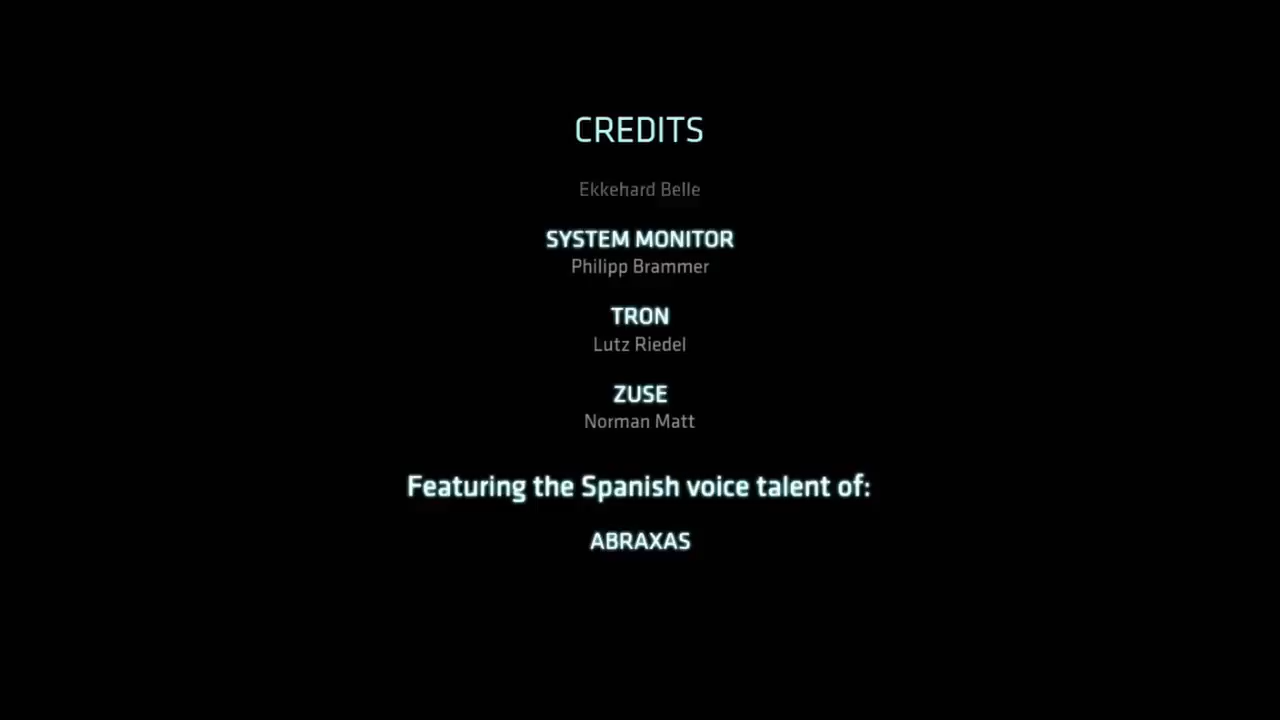 CREDITS
Ekkehard Belle
SYSTEM MONITOR
Philipp Brammer
TRON
Lutz Riedel
ZUSE
Norman Matt
Featuring the Spanish voice talent of:
ABRAXAS